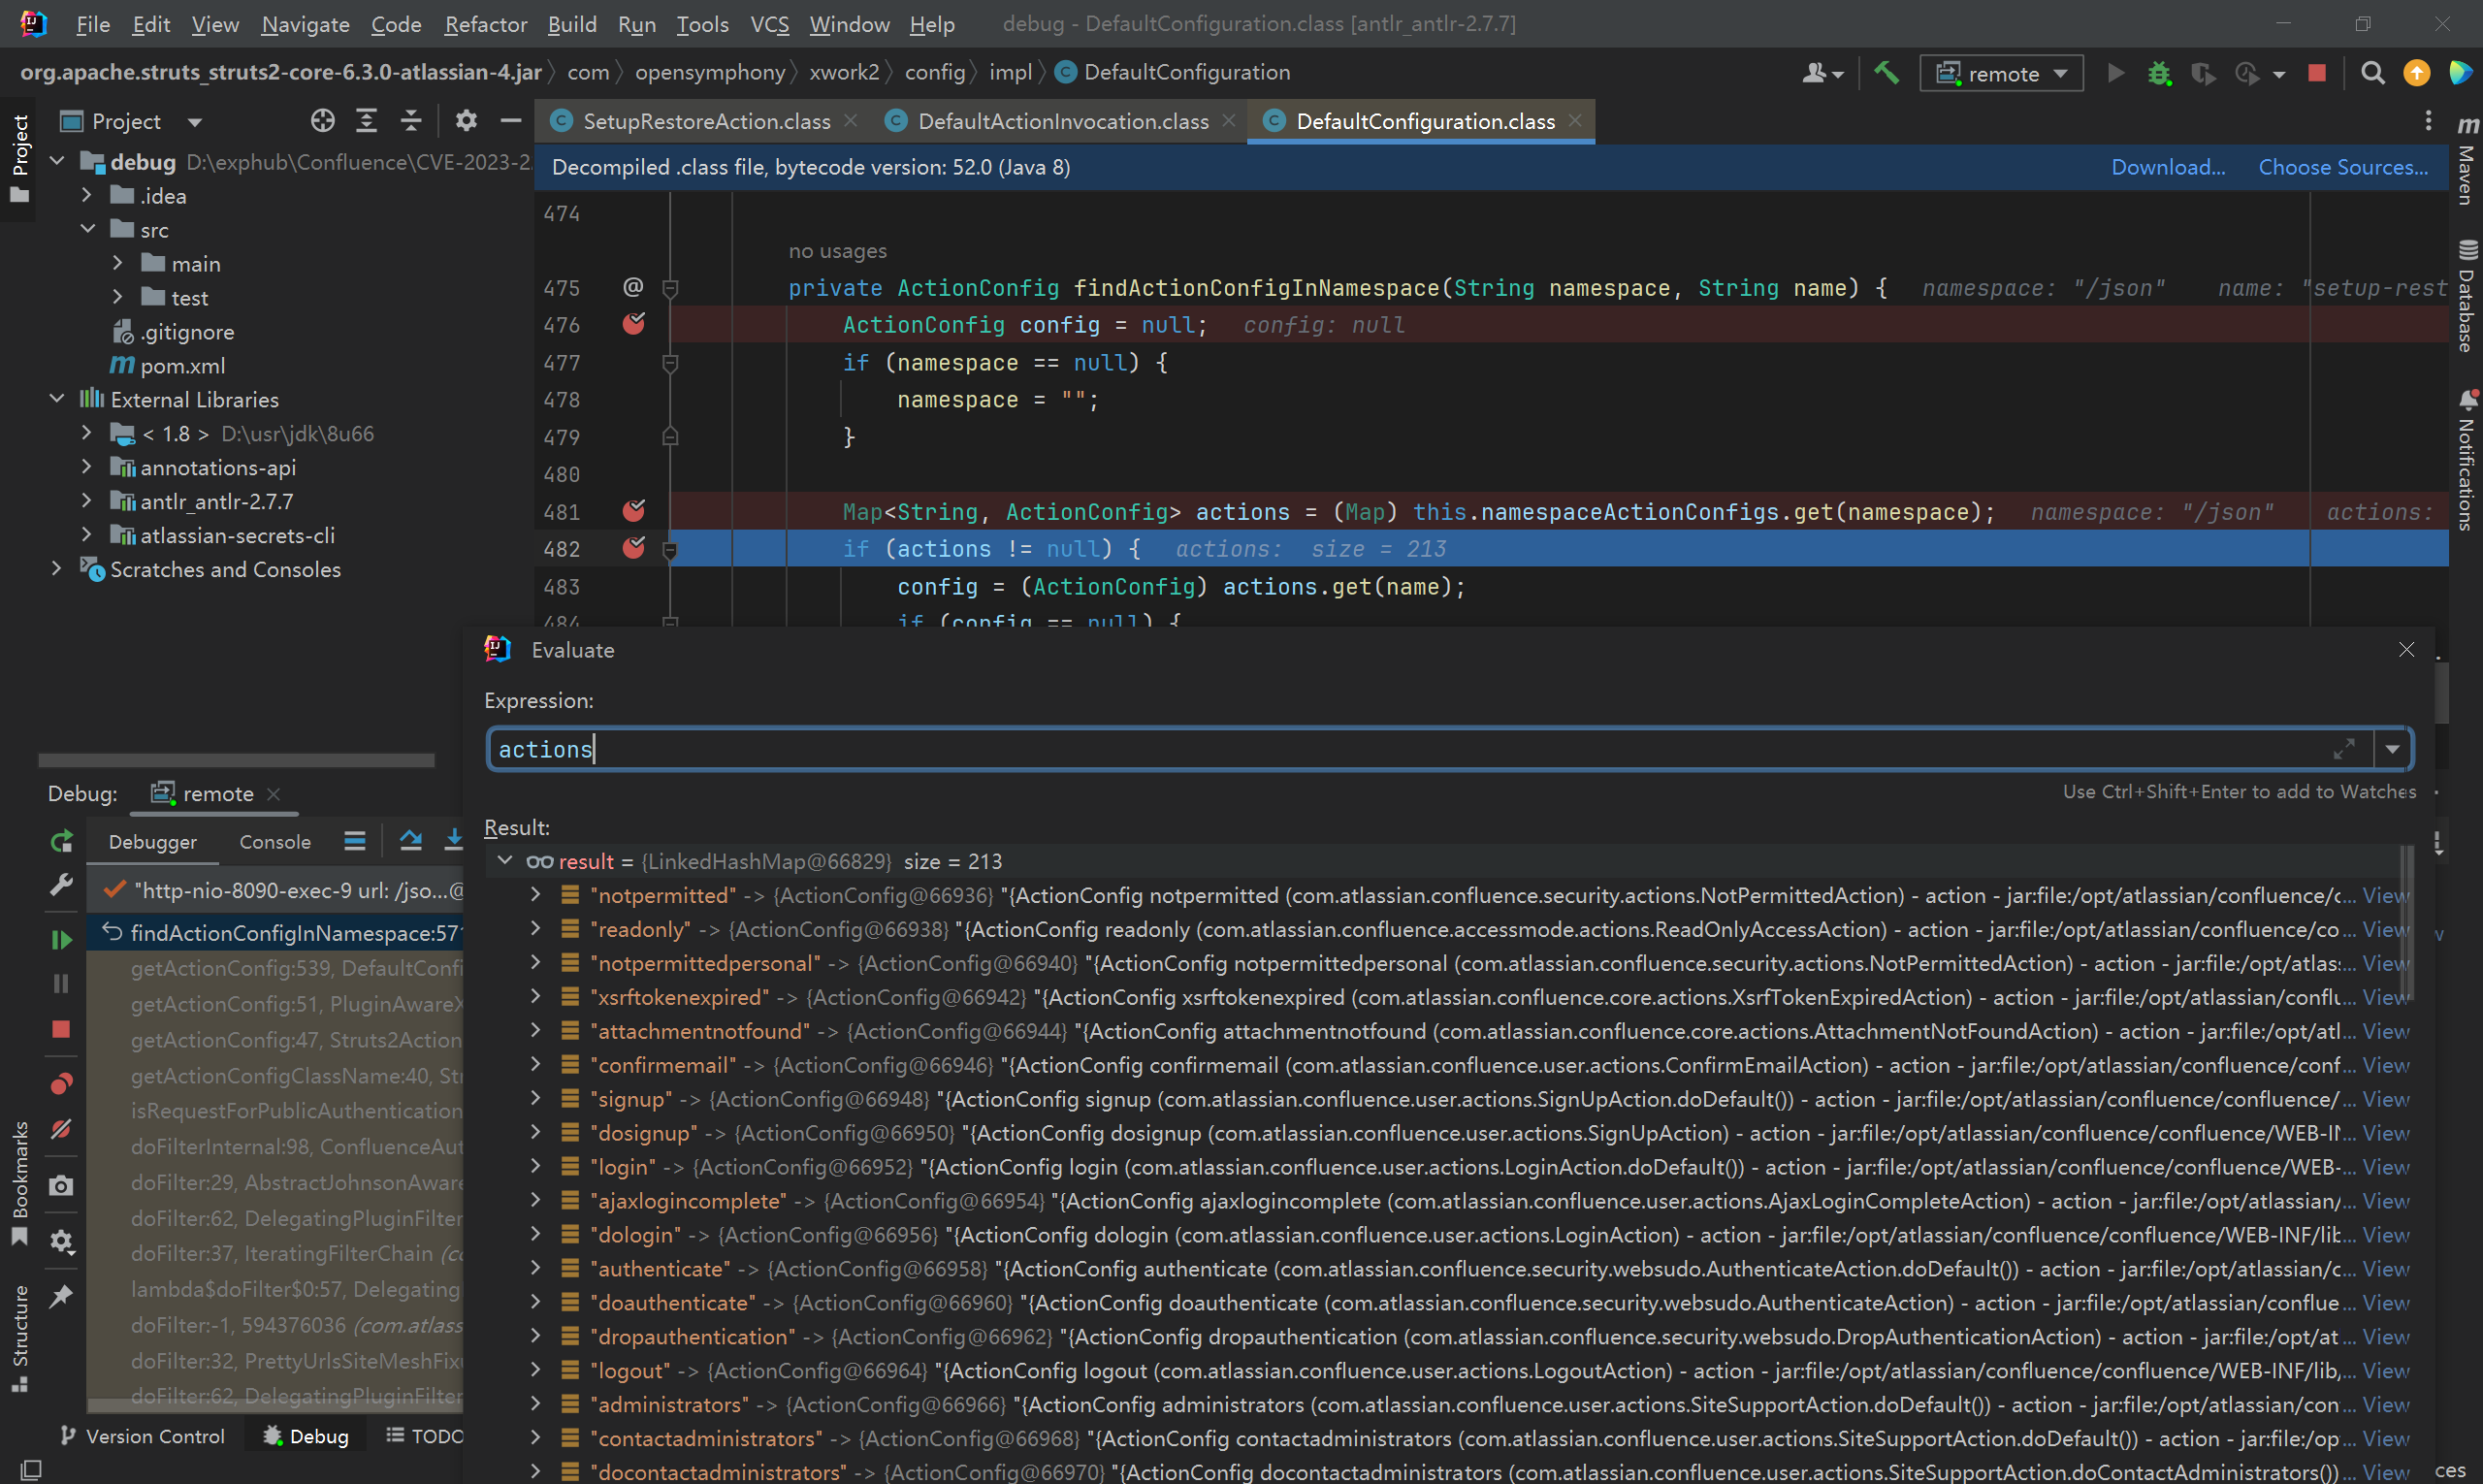 File Edit View Navigate Code Refactor Build Run Tools VCS Window Help debug - DefaultConfiguration.class [antlr_antlr-2.7.7]
org.apache.struts_struts2-core-6.3.0-atlassian-4.jar com opensymphony xwork2 config impl DefaultConfiguration remote
Project
Project
SetupRestoreAction.class DefaultActionInvocation.class DefaultConfiguration.class
debug D:\exphub\Confluence\CVE-2023-2
.idea
src
main
test
.gitignore
pom.xml
External Libraries
< 1.8 > D:\usr\jdk\8u66
annotations-api
antlr_antlr-2.7.7
atlassian-secrets-cli
Scratches and Consoles
Decompiled .class file, bytecode version: 52.0 (Java 8) Download... Choose Sources...
474
no usages
475 @ private ActionConfig findActionConfigInNamespace(String namespace, String name) { namespace: "/json" name: "setup-rest
476 ActionConfig config = null; config: null
477 if (namespace == null) {
478 namespace = "";
479 }
480
481 Map<String, ActionConfig> actions = (Map) this.namespaceActionConfigs.get(namespace); namespace: "/json" actions:
482 if (actions != null) { actions: size = 213
483 config = (ActionConfig) actions.get(name);
484 if (config == null) {
Maven
Database
Notifications
Evaluate
Expression:
actions
Use Ctrl+Shift+Enter to add to Watches
Result:
result = {LinkedHashMap@66829} size = 213
"notpermitted" -> {ActionConfig@66936} "{ActionConfig notpermitted (com.atlassian.confluence.security.actions.NotPermittedAction) - action - jar:file:/opt/atlassian/confluence/c... View
"readonly" -> {ActionConfig@66938} "{ActionConfig readonly (com.atlassian.confluence.accessmode.actions.ReadOnlyAccessAction) - action - jar:file:/opt/atlassian/confluence/co... View
"notpermittedpersonal" -> {ActionConfig@66940} "{ActionConfig notpermittedpersonal (com.atlassian.confluence.security.actions.NotPermittedAction) - action - jar:file:/opt/atlas... View
"xsrftokenexpired" -> {ActionConfig@66942} "{ActionConfig xsrftokenexpired (com.atlassian.confluence.core.actions.XsrfTokenExpiredAction) - action - jar:file:/opt/atlassian/conflu... View
"attachmentnotfound" -> {ActionConfig@66944} "{ActionConfig attachmentnotfound (com.atlassian.confluence.core.actions.AttachmentNotFoundAction) - action - jar:file:/opt/atl... View
"confirmemail" -> {ActionConfig@66946} "{ActionConfig confirmemail (com.atlassian.confluence.user.actions.ConfirmEmailAction) - action - jar:file:/opt/atlassian/confluence/conf... View
"signup" -> {ActionConfig@66948} "{ActionConfig signup (com.atlassian.confluence.user.actions.SignUpAction.doDefault()) - action - jar:file:/opt/atlassian/confluence/confluence/... View
"dosignup" -> {ActionConfig@66950} "{ActionConfig dosignup (com.atlassian.confluence.user.actions.SignUpAction) - action - jar:file:/opt/atlassian/confluence/confluence/WEB-IN... View
"login" -> {ActionConfig@66952} "{ActionConfig login (com.atlassian.confluence.user.actions.LoginAction.doDefault()) - action - jar:file:/opt/atlassian/confluence/confluence/WEB-... View
"ajaxlogincomplete" -> {ActionConfig@66954} "{ActionConfig ajaxlogincomplete (com.atlassian.confluence.user.actions.AjaxLoginCompleteAction) - action - jar:file:/opt/atlassian/... View
"dologin" -> {ActionConfig@66956} "{ActionConfig dologin (com.atlassian.confluence.user.actions.LoginAction) - action - jar:file:/opt/atlassian/confluence/confluence/WEB-INF/lib... View
"authenticate" -> {ActionConfig@66958} "{ActionConfig authenticate (com.atlassian.confluence.security.websudo.AuthenticateAction.doDefault()) - action - jar:file:/opt/atlassian/c... View
"doauthenticate" -> {ActionConfig@66960} "{ActionConfig doauthenticate (com.atlassian.confluence.security.websudo.AuthenticateAction) - action - jar:file:/opt/atlassian/conflue... View
"dropauthentication" -> {ActionConfig@66962} "{ActionConfig dropauthentication (com.atlassian.confluence.security.websudo.DropAuthenticationAction) - action - jar:file:/opt/at... View
"logout" -> {ActionConfig@66964} "{ActionConfig logout (com.atlassian.confluence.user.actions.LogoutAction) - action - jar:file:/opt/atlassian/confluence/confluence/WEB-INF/lib/... View
"administrators" -> {ActionConfig@66966} "{ActionConfig administrators (com.atlassian.confluence.user.actions.SiteSupportAction.doDefault()) - action - jar:file:/opt/atlassian/con... View
"contactadministrators" -> {ActionConfig@66968} "{ActionConfig contactadministrators (com.atlassian.confluence.user.actions.SiteSupportAction.doDefault()) - action - jar:file:/op... View
"docontactadministrators" -> {ActionConfig@66970} "{ActionConfig docontactadministrators (com.atlassian.confluence.user.actions.SiteSupportAction.doContactAdministrators())... View
Debug: remote
Debugger Console
"http-nio-8090-exec-9 url: /jso...@
findActionConfigInNamespace:571
getActionConfig:539, DefaultConfi
getActionConfig:51, PluginAwareX
getActionConfig:47, Struts2Action
getActionConfigClassName:40, Str
isRequestForPublicAuthentication
doFilterInternal:98, ConfluenceAut
doFilter:29, AbstractJohnsonAware
doFilter:62, DelegatingPluginFilter
doFilter:37, IteratingFilterChain (co
lambda$doFilter$0:57, Delegating
doFilter:-1, 594376036 (com.atlass
doFilter:32, PrettyUrlsSiteMeshFixu
doFilter:62, DelegatingPluginFilter
Bookmarks
Structure
Version Control Debug TODO
ces